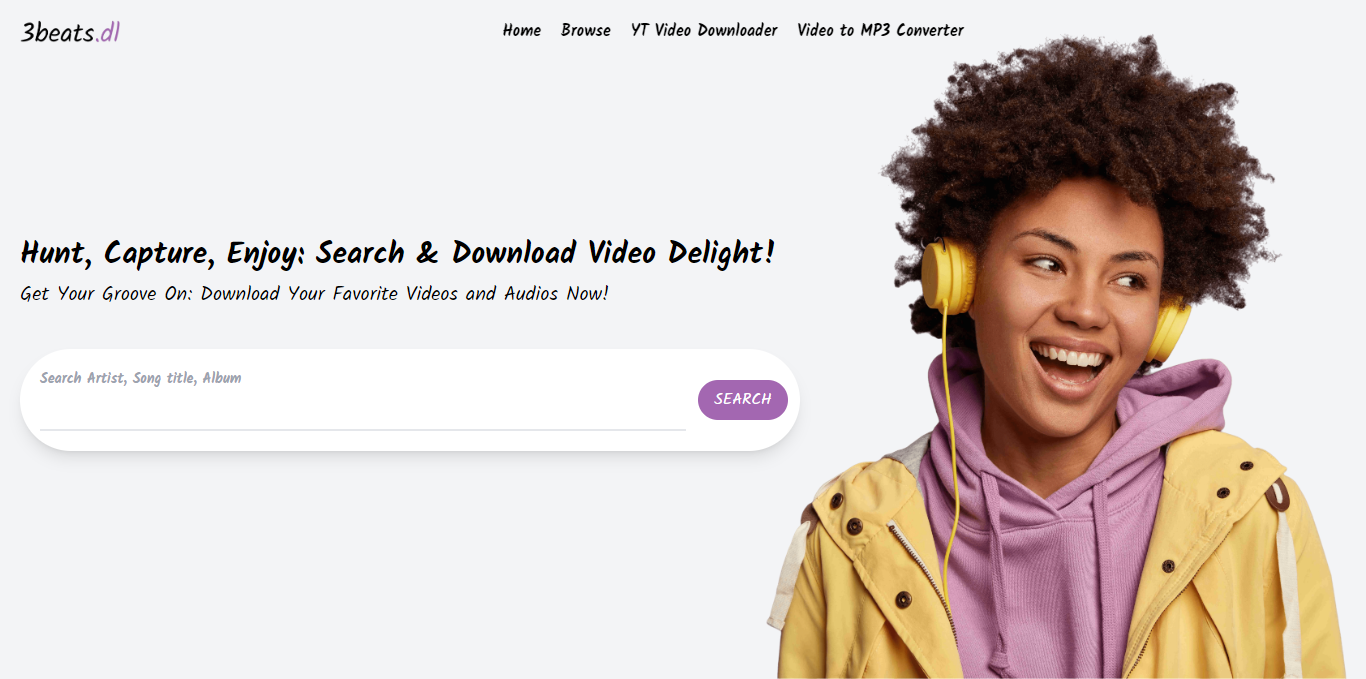 3beats.dl
Home Browse YT Video Downloader Video to MP3 Converter
Hunt, Capture, Enjoy: Search & Download Video Delight!
Get Your Groove On: Download Your Favorite Videos and Audios Now!
Search Artist, Song title, Album
SEARCH